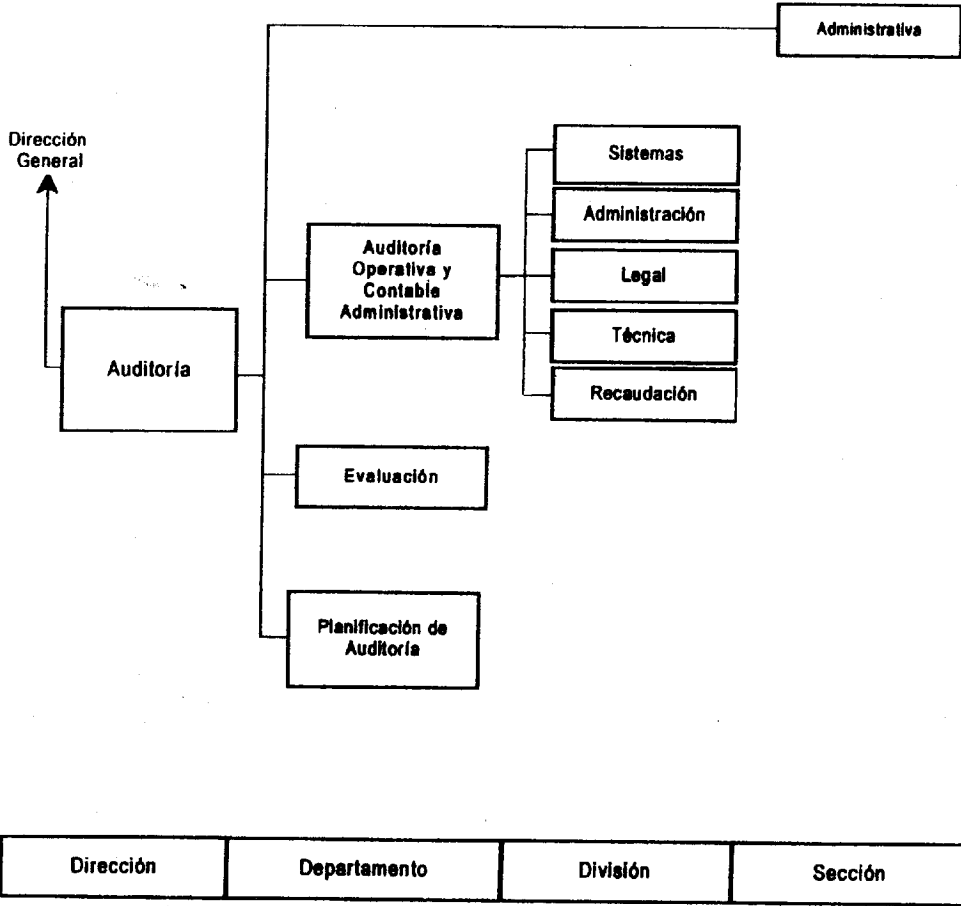 Administrativa
Dirección
General
Sistemas
Administración
Auditoría
Operativa y
Contable
Administrativa
Legal
Técnica
Auditoría
Recaudación
Evaluación
Planificación de
Auditoría
Dirección
Departamento
División
Sección